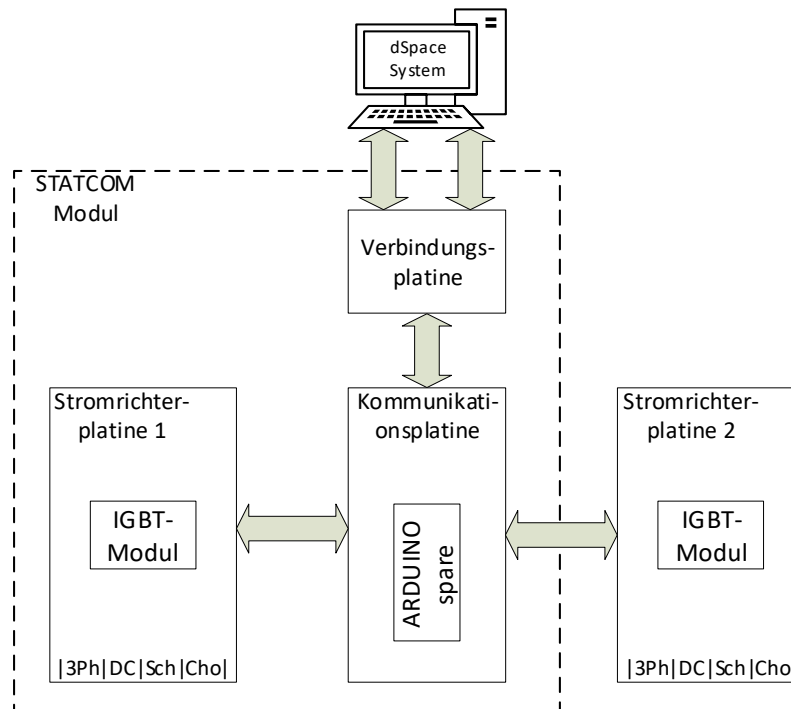 dSpace
System
STATCOM
Modul
Verbindungs-
platine
Stromrichter-
platine 1
IGBT-
Modul
|3Ph|DC|Sch|Cho|
Kommunikati-
onsplatine
ARDUINO
spare
Stromrichter-
platine 2
IGBT-
Modul
|3Ph|DC|Sch|Cho